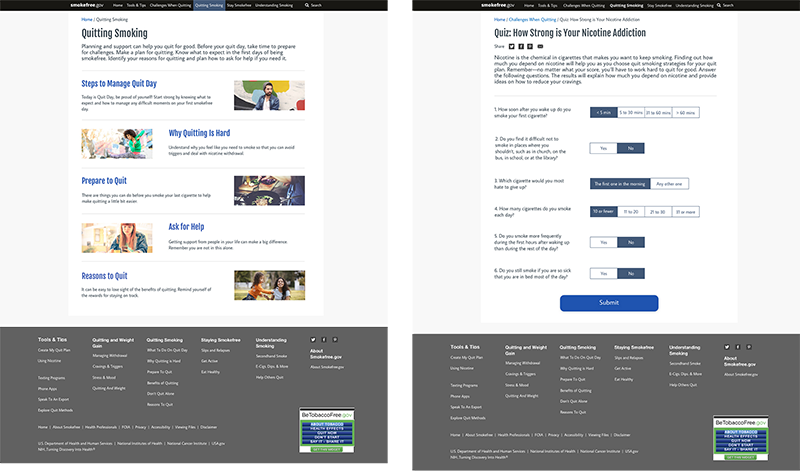 smokefree.gov
Home Tools & Tips Challenges When Quitting Quitting Smoking Stay Smokefree Understanding Smoking Search
Home / Quitting Smoking
Quitting Smoking
Planning and support can help you quit for good. Before your quit day, take time to prepare
for challenges. Make a plan for quitting. Know what to expect in the first days of being
smokefree. Identify your reasons for quitting and plan how to ask for help if you need it.
Steps to Manage Quit Day
Today is Quit Day, be proud of yourself! Start strong by knowing what to
expect and how to manage any difficult moments on your first smokefree
day.
Why Quitting Is Hard
Understand why you feel like you need to smoke so that you can avoid
triggers and deal with nicotine withdrawal.
Prepare to Quit
There are things you can do before you smoke your last cigarette to help
make quitting a little bit easier.
Ask for Help
Getting support from people in your life can make a big difference.
Remember you are not in this alone.
Reasons to Quit
It can be easy to lose sight of the benefits of quitting. Remind yourself of
the rewards for staying on track.
Tools & Tips
Create My Quit Plan
Using Nicotine
Texting Programs
Phone Apps
Speak To An Expert
Explore Quit Methods
Quitting and Weight
Gain
Managing Withdrawal
Cravings & Triggers
Stress & Mood
Quitting And Weight
Quitting Smoking
What To Do On Quit Day
Why Quitting is Hard
Prepare To Quit
Benefits of Quitting
Don't Quit Alone
Reasons To Quit
Staying Smokefree
Slips and Relapses
Get Active
Eat Healthy
Understanding
Smoking
Secondhand Smoke
E-Cigs, Dips, & More
Help Others Quit
About
Smokefree.gov
About Smokefree.gov
BeTobaccoFree.gov
ABOUT TOBACCO
HEALTH EFFECTS
QUIT NOW
DON'T START
SAY IT - SHARE IT
Home | About Smokefree | Health Professionals | FOIA | Privacy | Accessibility | Viewing Files | Disclaimer
U.S. Department of Health and Human Services | National Institutes of Health | National Cancer Institute | USA.gov
NIH, Turning Discovery Into Health®
smokefree.gov
Home Tools & Tips Challenges When Quitting Quitting Smoking Stay Smokefree Understanding Smoking Search
Home / Challenges When Quitting / Quiz: How Strong is Your Nicotine Addiction
Quiz: How Strong is Your Nicotine Addiction
Share
Nicotine is the chemical in cigarettes that makes you want to keep smoking. Finding out how
much you depend on nicotine will help you as you choose quit smoking strategies for your quit
plan. Remember—no matter what your score, you'll have to work hard to quit for good. Answer
the following questions. The results will explain how much you depend on nicotine and provide
ideas on how to reduce your cravings.
1. How soon after you wake up do you
smoke your first cigarette?
< 5 min 5 to 30 mins 31 to 60 mins > 60 mins
2. Do you find it difficult not to
smoke in places where you
shouldn't, such as in church, on the
bus, in school, or at the library?
Yes No
3. Which cigarette would you most
hate to give up?
The first one in the morning Any other one
4. How many cigarettes do you smoke
each day?
10 or fewer 11 to 20 21 to 30 31 or more
5. Do you smoke more frequently
during the first hours after waking up
than during the rest of the day?
Yes No
6. Do you still smoke if you are so sick
that you are in bed most of the day?
Yes No
Submit
Tools & Tips
Create My Quit Plan
Using Nicotine
Texting Programs
Phone Apps
Speak To An Expert
Explore Quit Methods
Quitting and Weight
Gain
Managing Withdrawal
Cravings & Triggers
Stress & Mood
Quitting And Weight
Quitting Smoking
What To Do On Quit Day
Why Quitting is Hard
Prepare To Quit
Benefits of Quitting
Don't Quit Alone
Reasons To Quit
Staying Smokefree
Slips and Relapses
Get Active
Eat Healthy
Understanding
Smoking
Secondhand Smoke
E-Cigs, Dips, & More
Help Others Quit
About
Smokefree.gov
About Smokefree.gov
BeTobaccoFree.gov
ABOUT TOBACCO
HEALTH EFFECTS
QUIT NOW
DON'T START
SAY IT - SHARE IT
Home | About Smokefree | Health Professionals | FOIA | Privacy | Accessibility | Viewing Files | Disclaimer
U.S. Department of Health and Human Services | National Institutes of Health | National Cancer Institute | USA.gov
NIH, Turning Discovery Into Health®